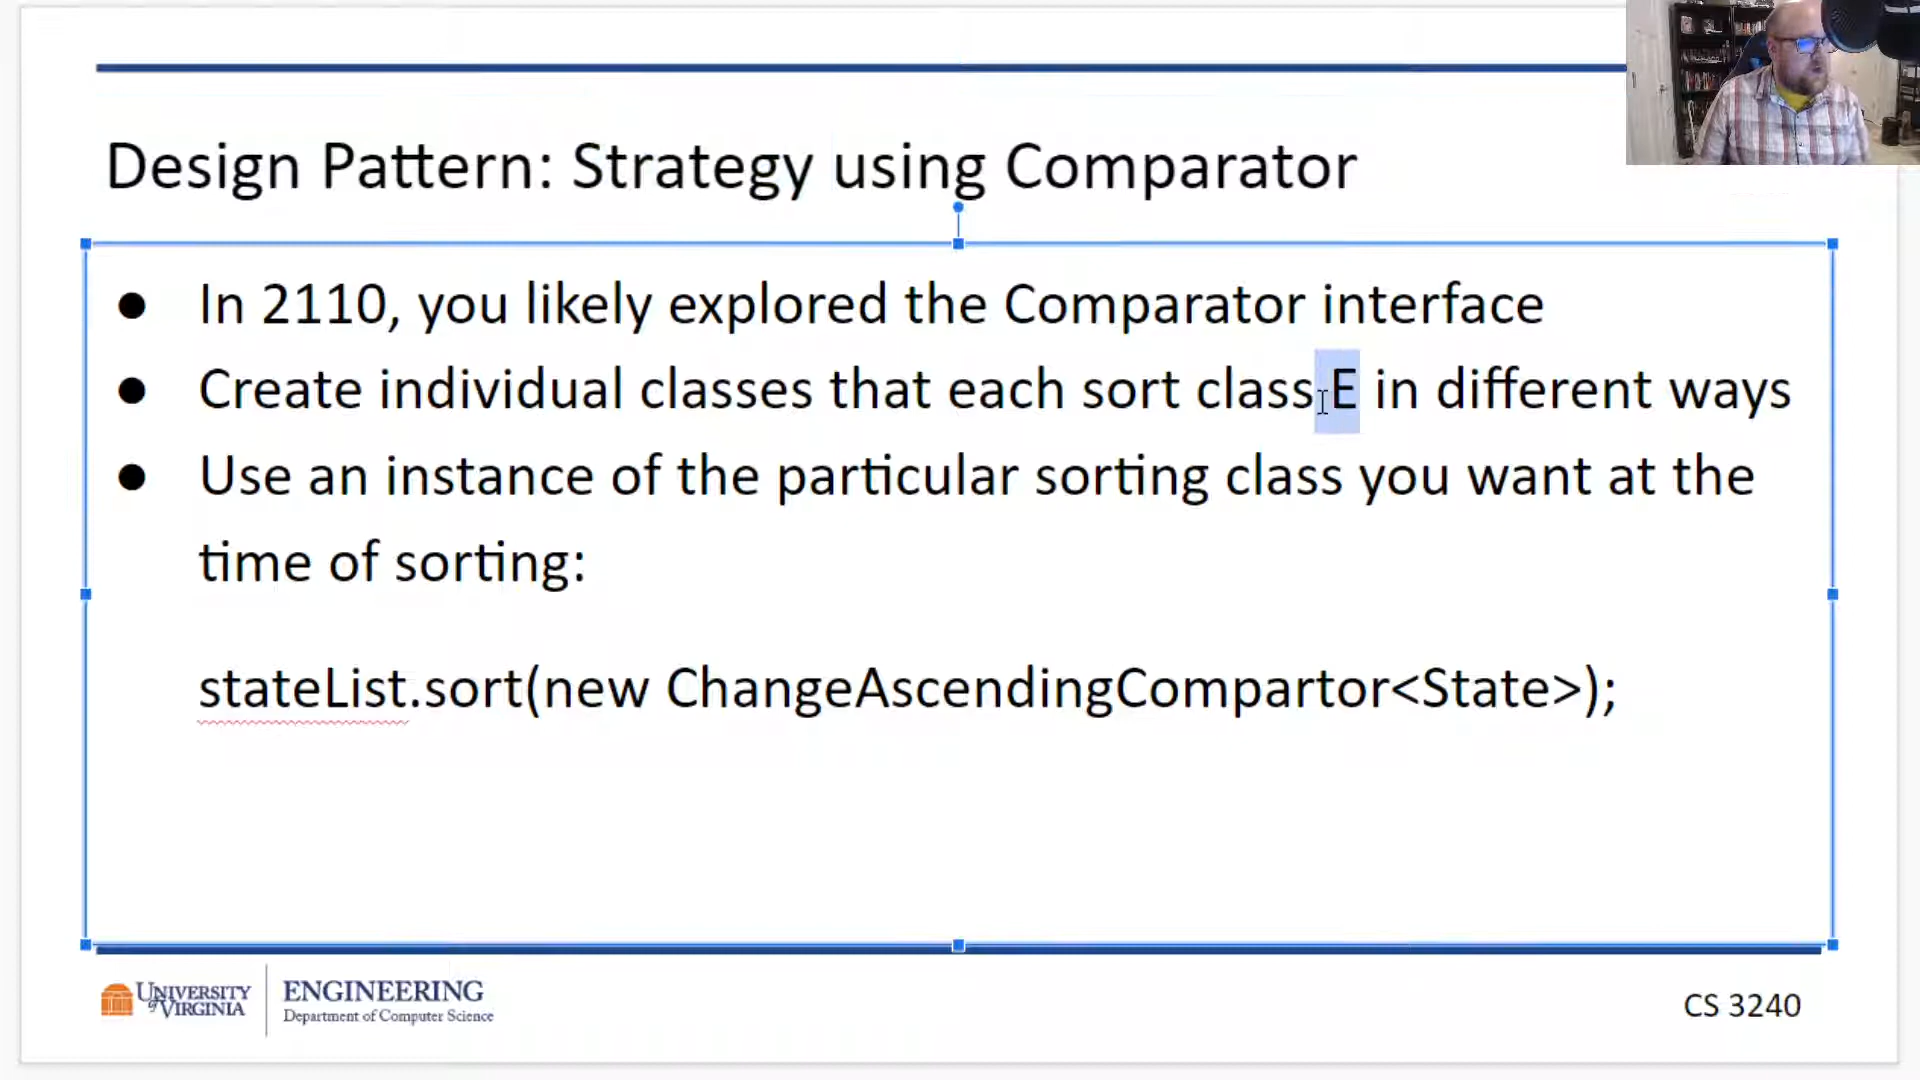 Design Pattern: Strategy using Comparator
● In 2110, you likely explored the Comparator interface
● Create individual classes that each sort class E in different ways
● Use an instance of the particular sorting class you want at the
time of sorting:
stateList.sort(new ChangeAscendingCompartor<State>);
UNIVERSITY of VIRGINIA
ENGINEERING
Department of Computer Science
CS 3240